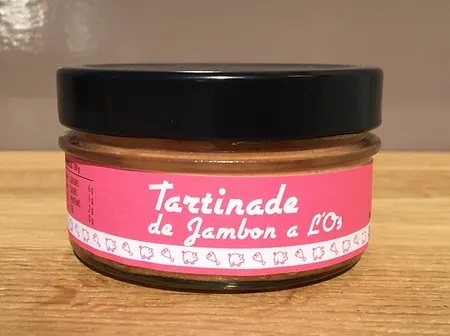 Tartinade
de Jambon a L'Os